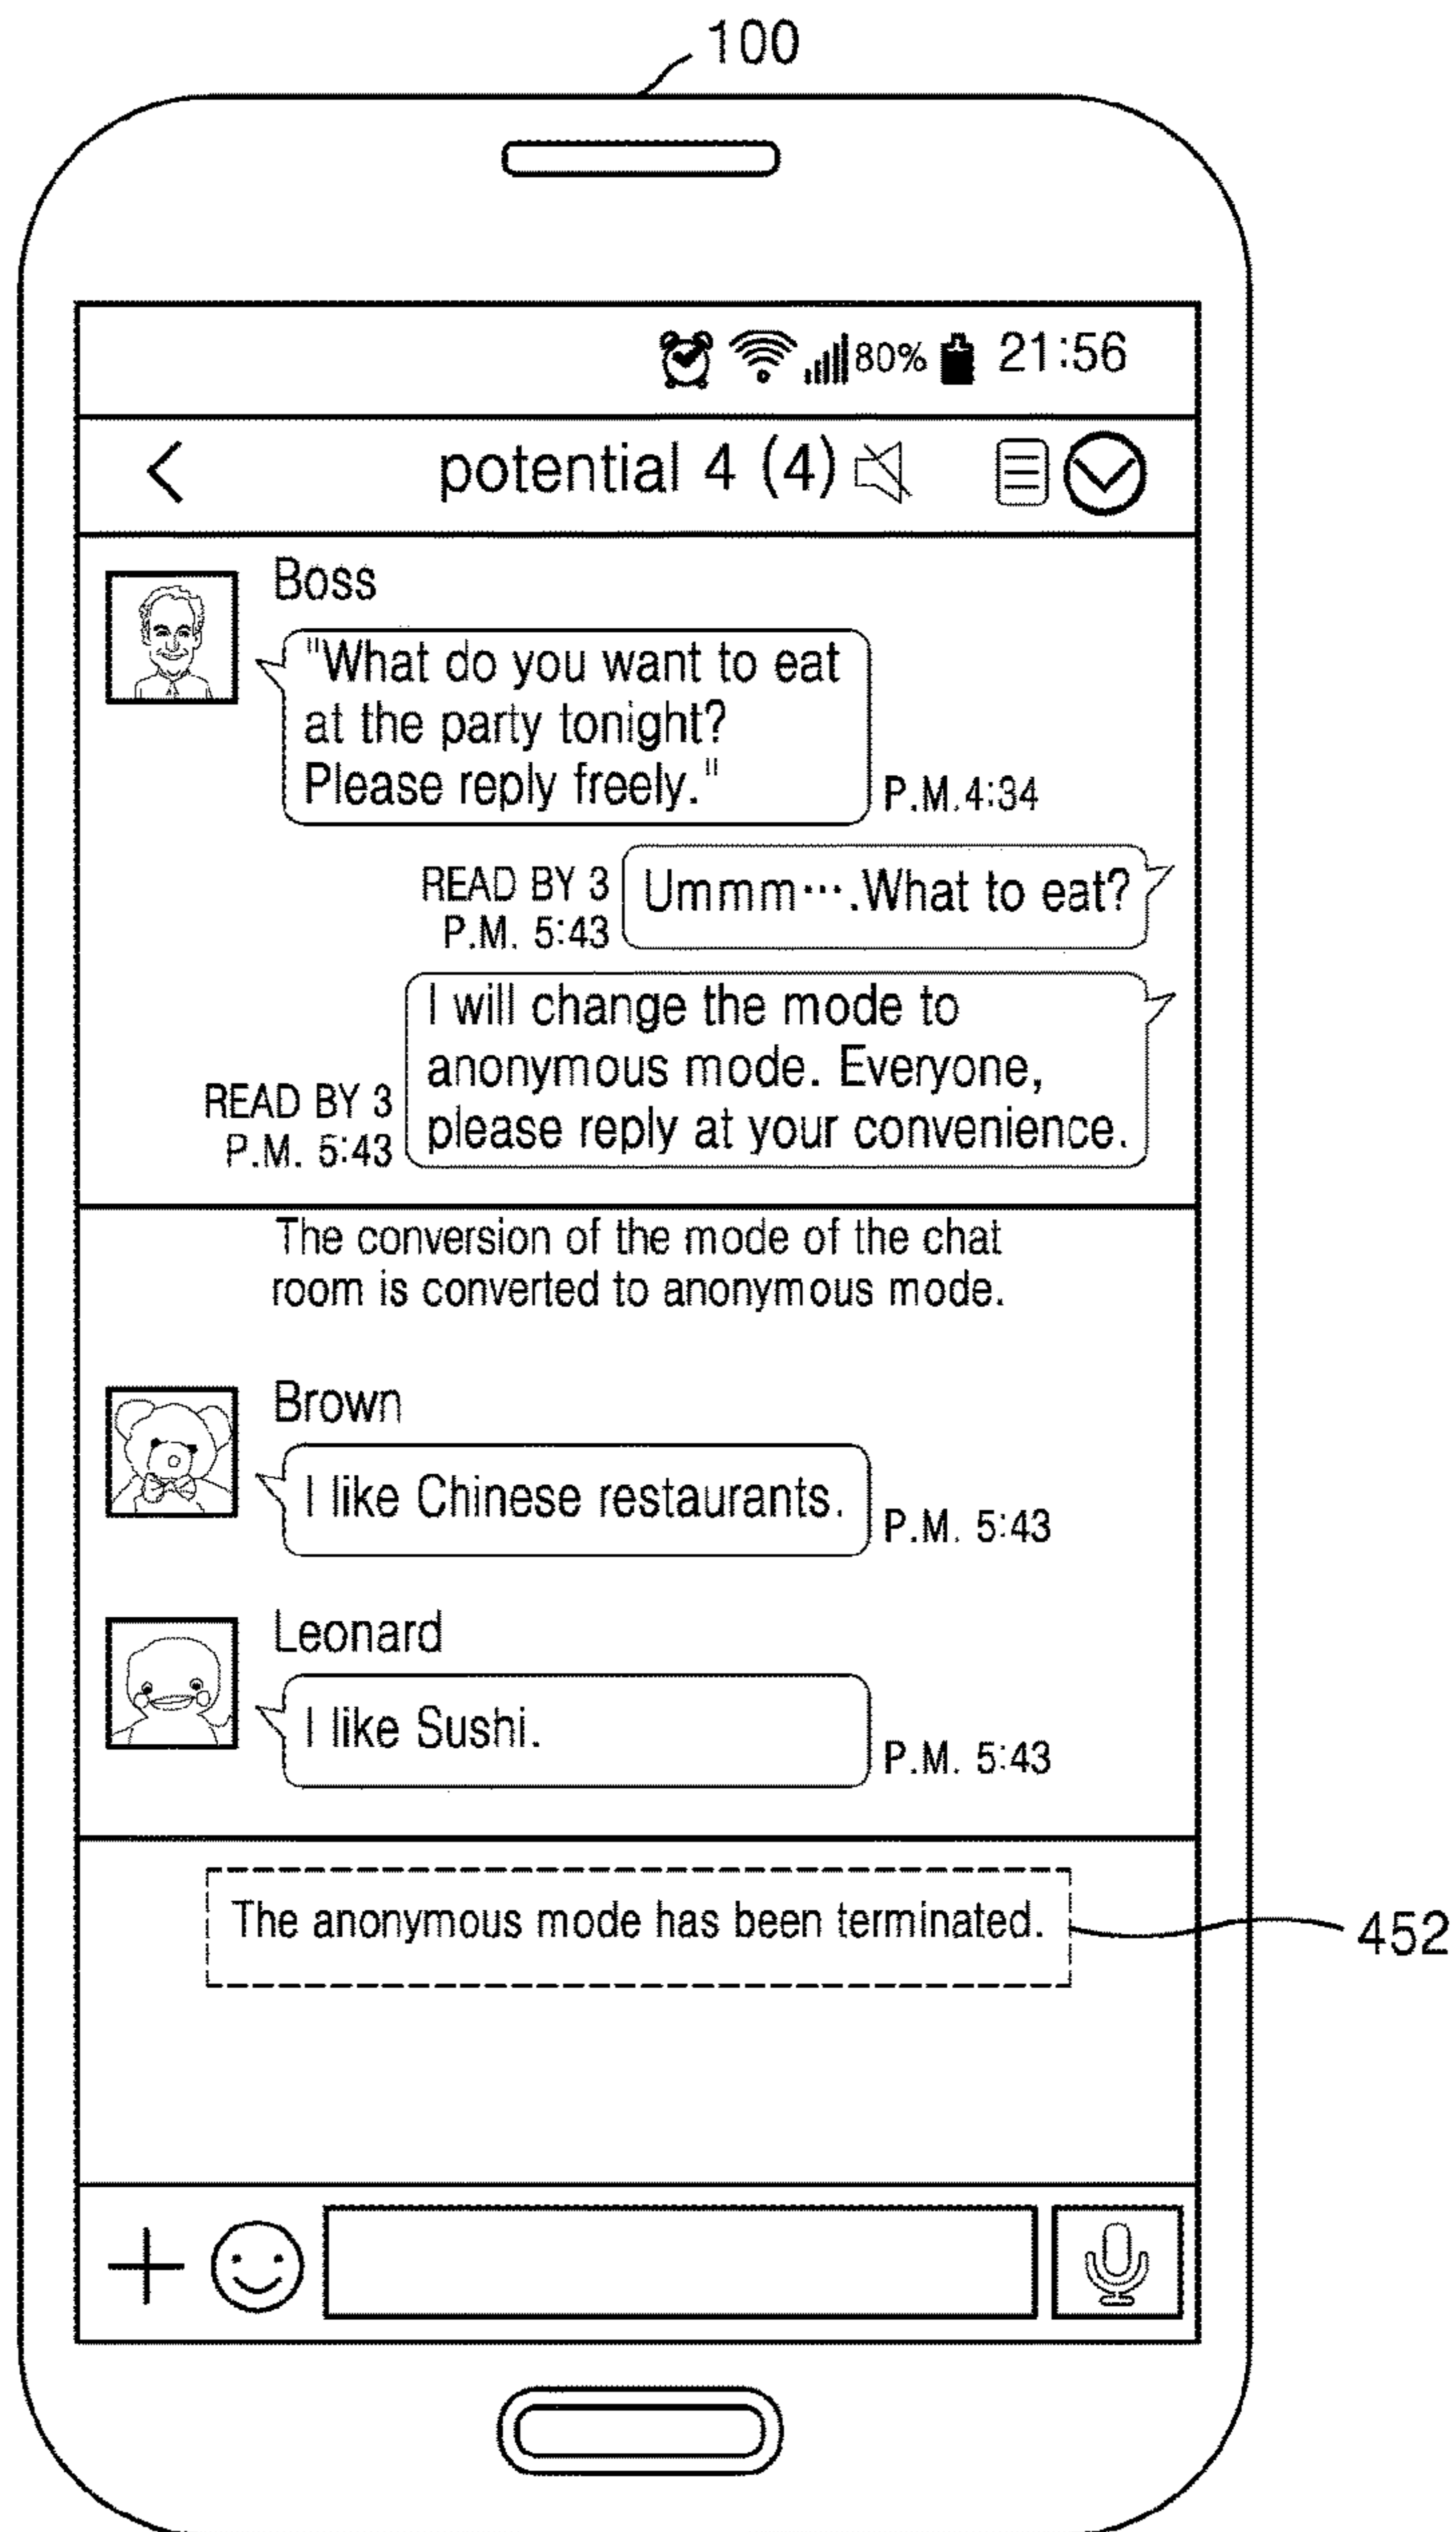 100
80% 21:56
potential 4 (4)
Boss
"What do you want to eat
at the party tonight?
Please reply freely."
P.M.4:34
READ BY 3
P.M. 5:43
Ummm….What to eat?
I will change the mode to
anonymous mode. Everyone,
please reply at your convenience.
READ BY 3
P.M. 5:43
The conversion of the mode of the chat
room is converted to anonymous mode.
Brown
I like Chinese restaurants.
P.M. 5:43
Leonard
I like Sushi.
P.M. 5:43
The anonymous mode has been terminated.
452